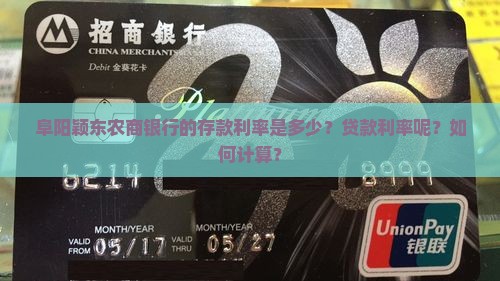 招商银行
CHINA MERCHANTS
Debit 金葵花卡
阜阳颍东农商银行的存款利率是多少？贷款利率呢？如
何计算？
6214
8999
MONTH/YEAR
MONTH/YEAR
VALID FROM 05/17
VALID THRU 05/27
UnionPay
银联